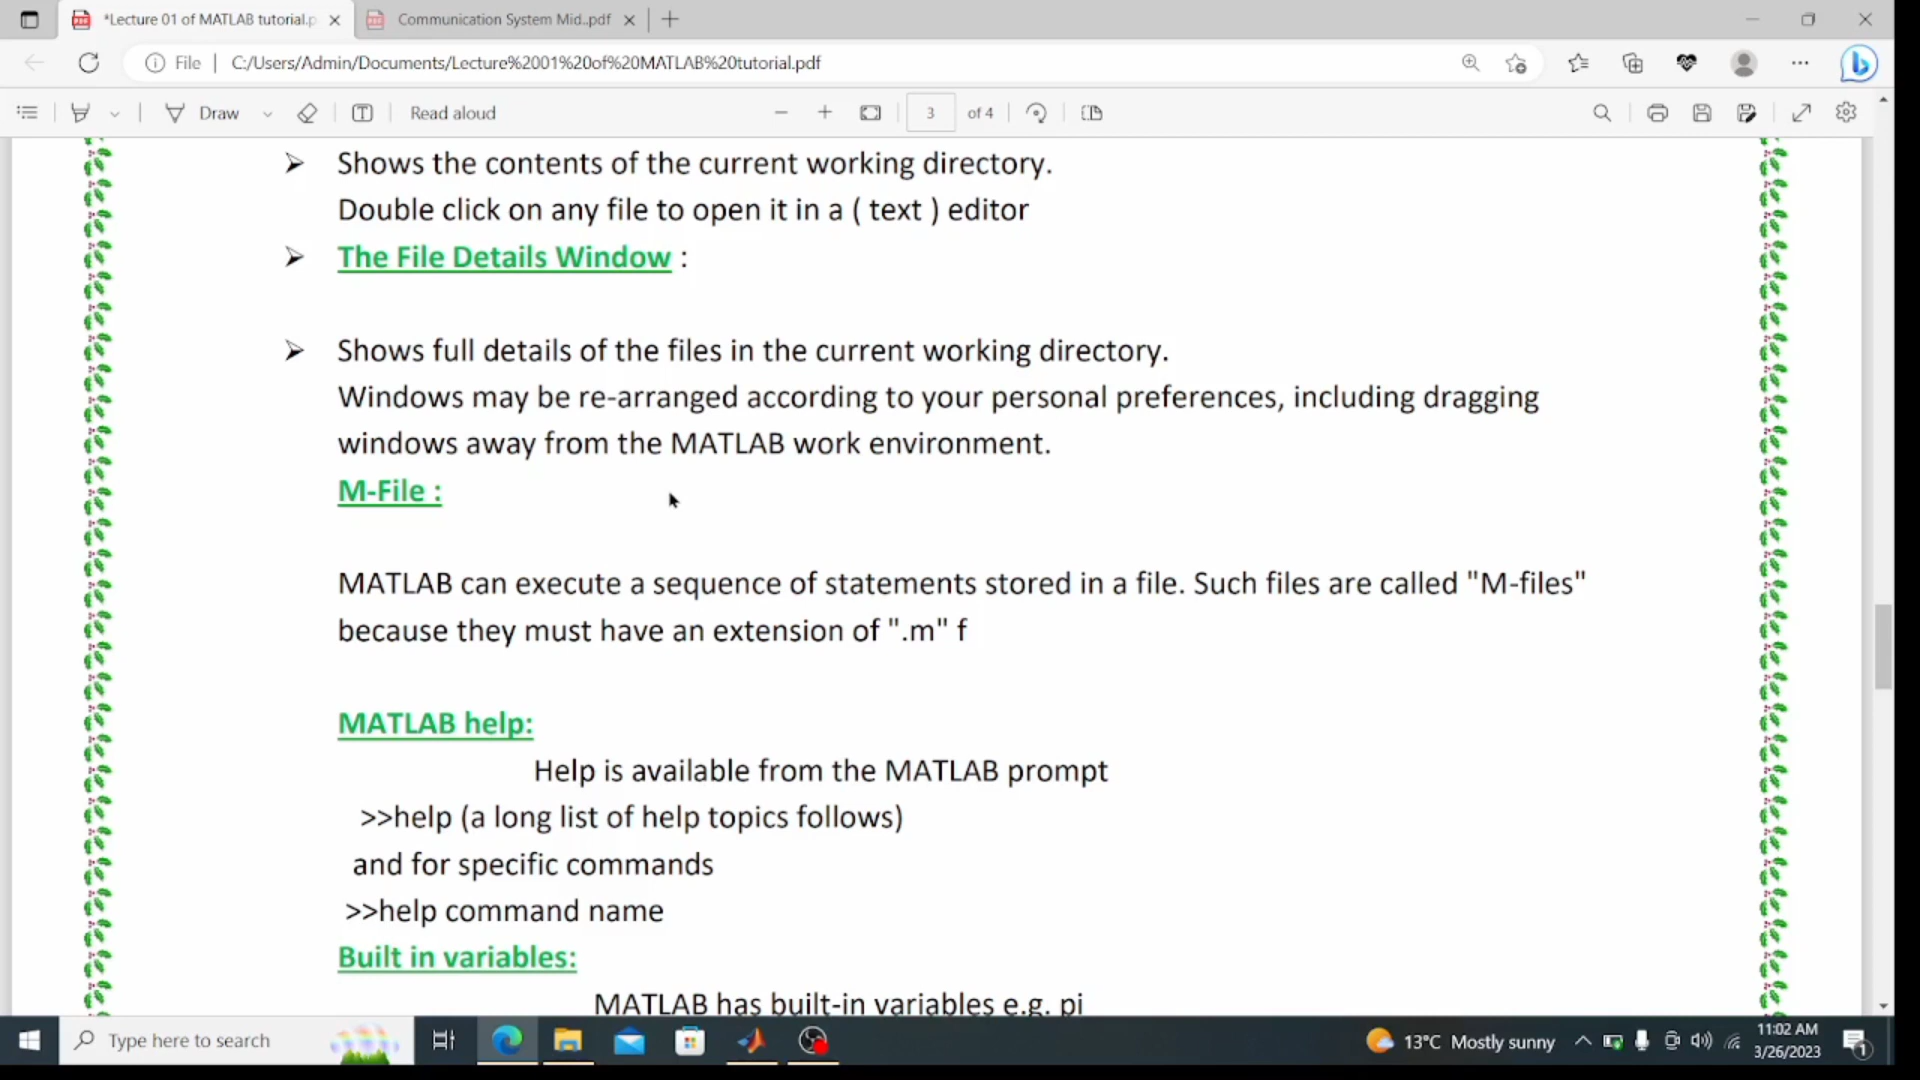 *Lecture 01 of MATLAB tutorial.p
Communication System Mid..pdf
File
C:/Users/Admin/Documents/Lecture%2001%20of%20MATLAB%20tutorial.pdf
Draw
Read aloud
3
of 4
Shows the contents of the current working directory.
Double click on any file to open it in a ( text ) editor
The File Details Window :
Shows full details of the files in the current working directory.
Windows may be re-arranged according to your personal preferences, including dragging
windows away from the MATLAB work environment.
M-File :
MATLAB can execute a sequence of statements stored in a file. Such files are called "M-files"
because they must have an extension of ".m" f
MATLAB help:
Help is available from the MATLAB prompt
>>help (a long list of help topics follows)
and for specific commands
>>help command name
Built in variables:
MATLAB has built-in variables e.g. pi
Type here to search
13°C Mostly sunny
11:02 AM
3/26/2023
1